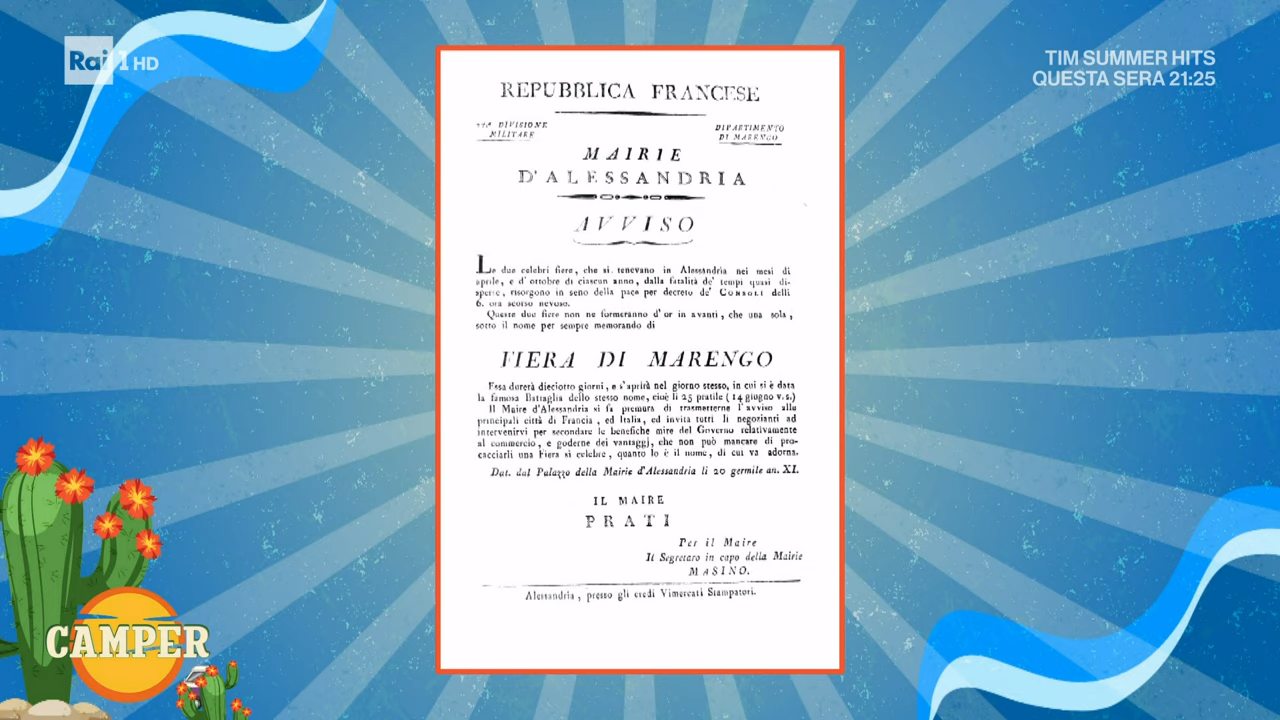 Rai 1 HD
TIM SUMMER HITS
QUESTA SERA 21:25
REPUBBLICA FRANCESE
DIVISIONE
MILITARE
DIPARTIMENTO
DI MARENGO
MAIRIE
D'ALESSANDRIA
AVVISO
Le due celebri fiere, che si tenevano in Alessandria nei mesi di
aprile, e d'ottobre di ciascun anno, dalla fatalità de' tempi quasi di-
sperse, risorgono in seno della pace per decreto de' CONSOLI delli
6. ora scorso nevoso.
Queste due fiere non ne formeranno d'or in avanti, che una sola,
sotto il nome per sempre memorando di
FIERA DI MARENGO
Essa durerà dieciotto giorni, e s'aprirà nel giorno stesso, in cui si è data
la famosa Battaglia dello stesso nome, cioè li 25 pratile (14 giugno v. s.)
Il Maire d'Alessandria si fa premura di trasmetterne l'avviso alle
principali città di Francia, ed Italia, ed invita tutti li negozianti ad
intervenirvi per secondare le benefiche mire del Governo relativamente
al commercio, e goderne dei vantaggj, che non può mancare di pro-
cacciarli una Fiera sì celebre, quanto lo è il nome, di cui va adorna.
Dat. dal Palazzo della Mairie d'Alessandria li 20 germile an. XI.
IL MAIRE
PRATI
Per il Maire
Il Segretaro in capo della Mairie
MASINO.
Alessandria, presso gli eredi Vimercati Stampatori.
CAMPER